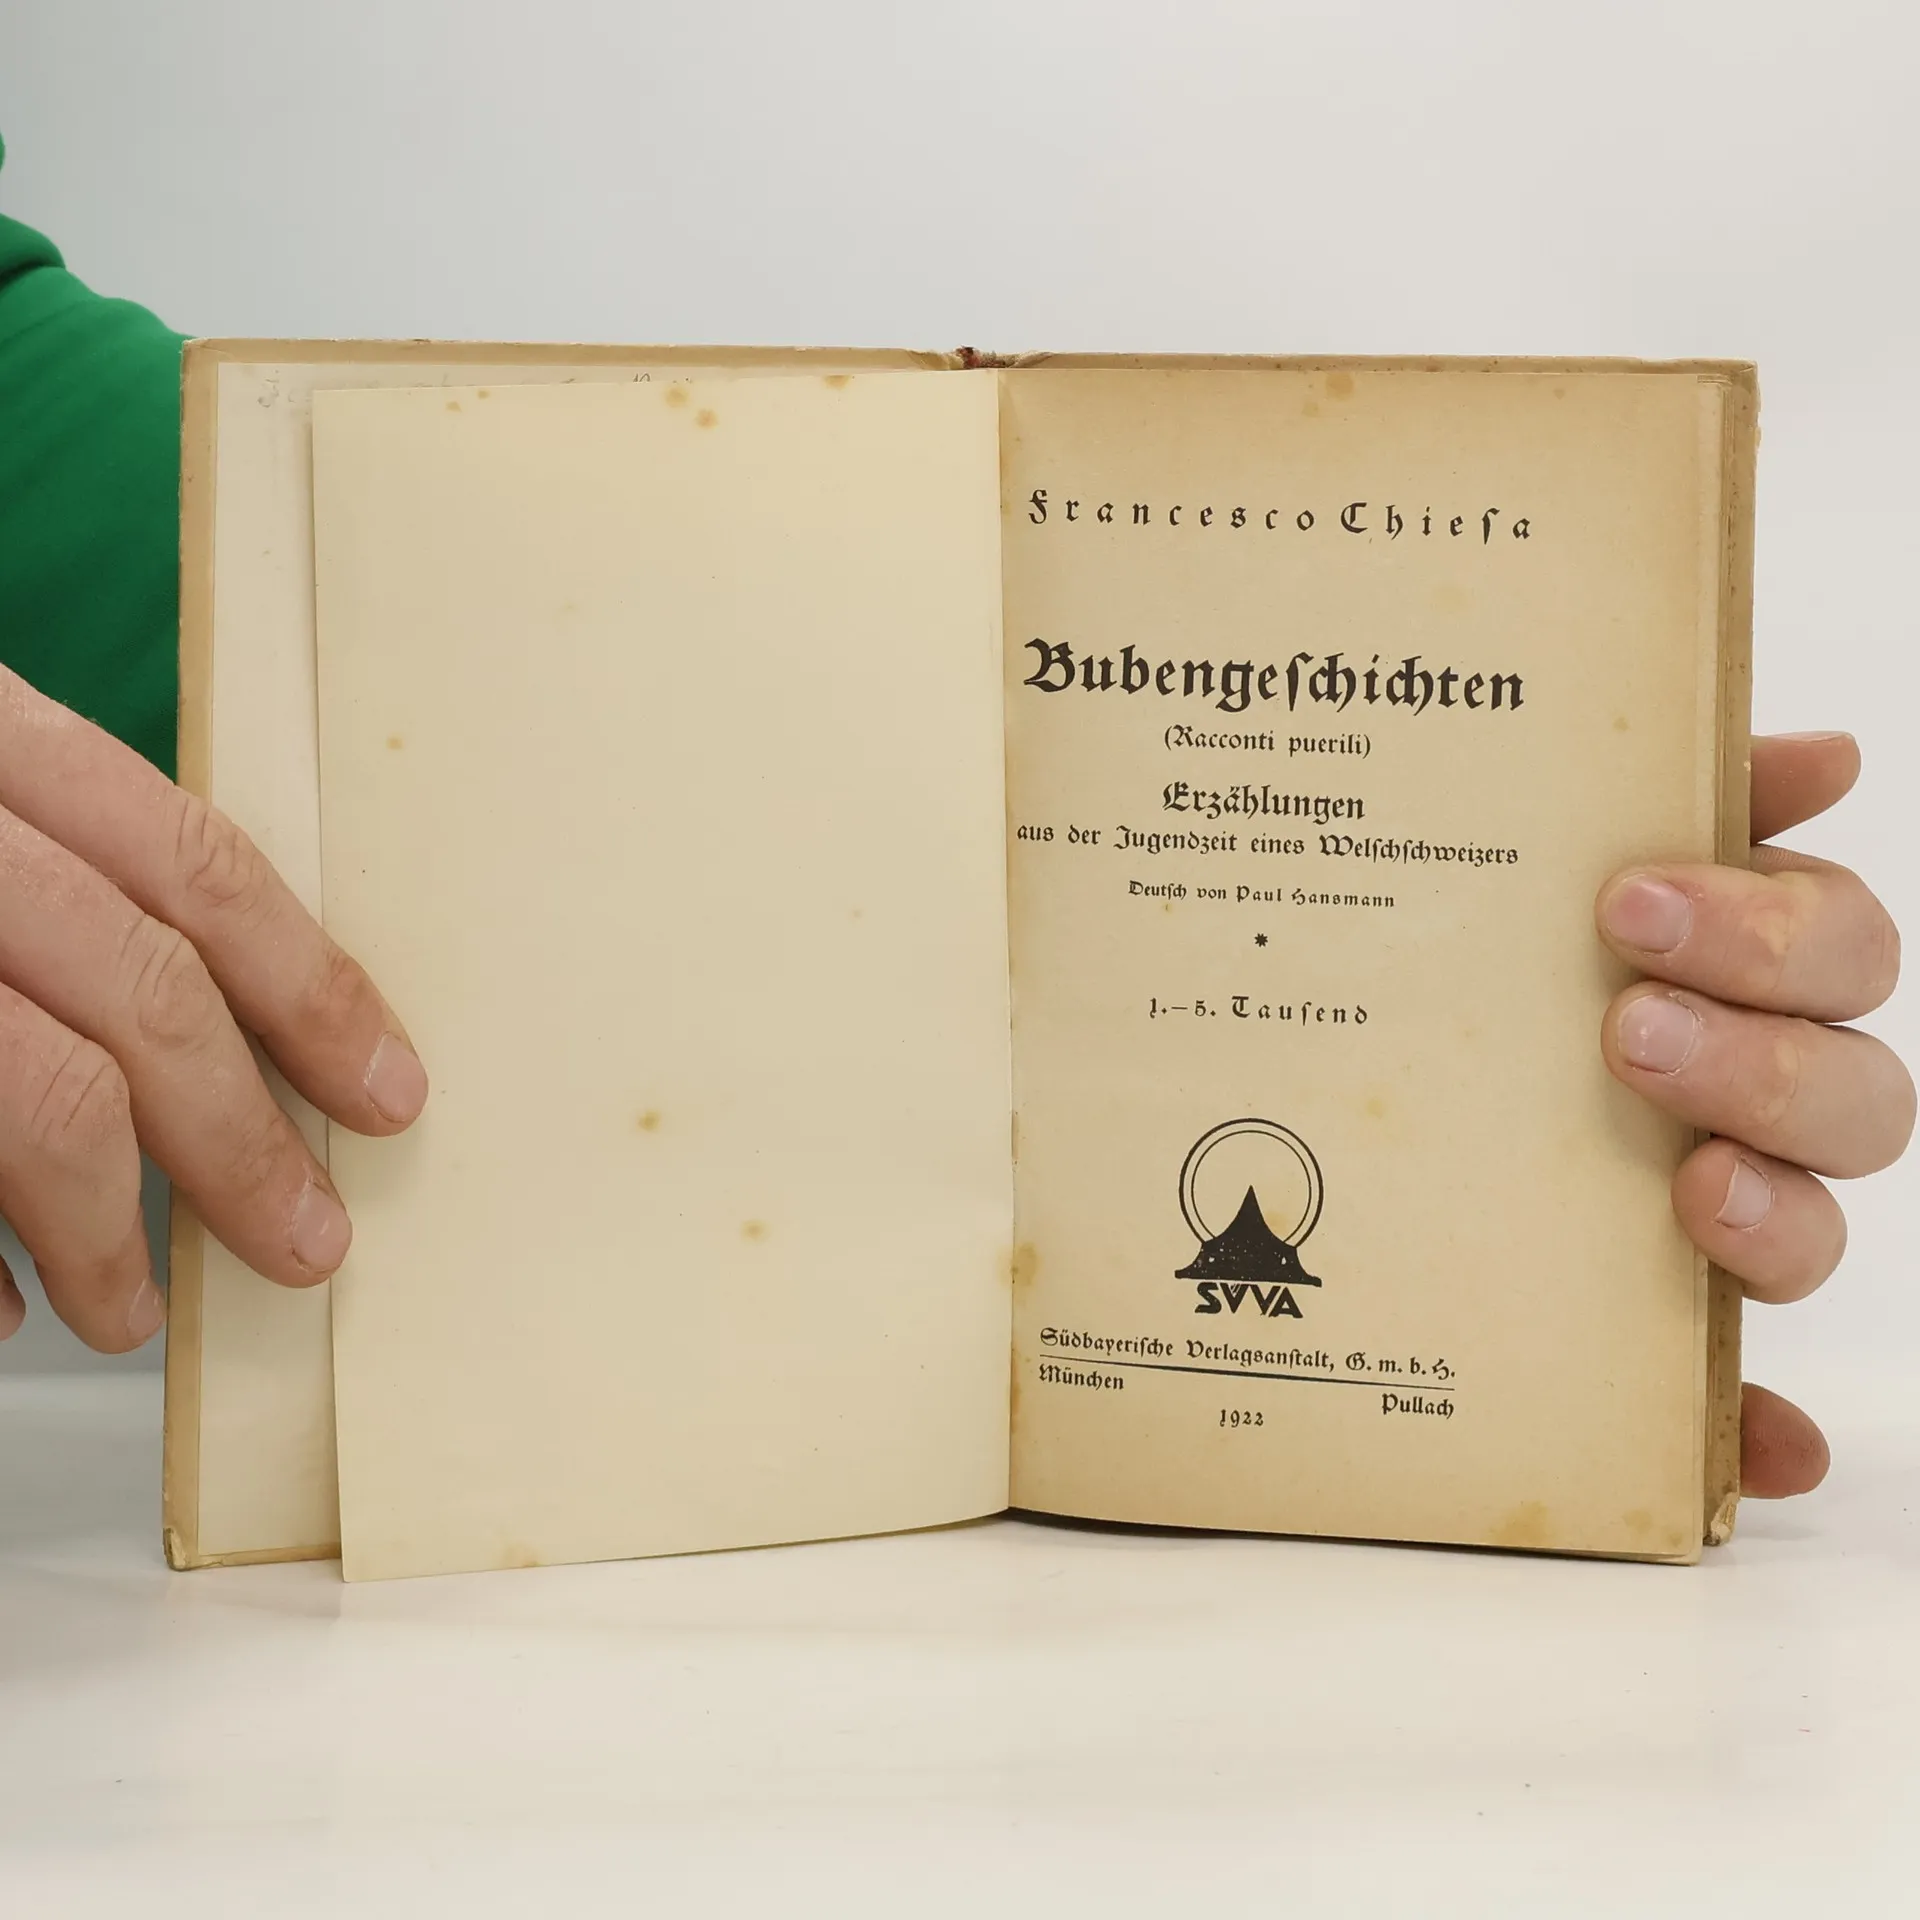 Francesco Chieſa
Bubengeſchichten
(Racconti puerili)
Erzählungen
aus der Jugendzeit eines Welſchſchweizers
Deutſch von Paul Hansmann
*
1.–5. Tauſend
SVVA
Südbayeriſche Verlagsanſtalt, G. m. b. H.
München Pullach
1922